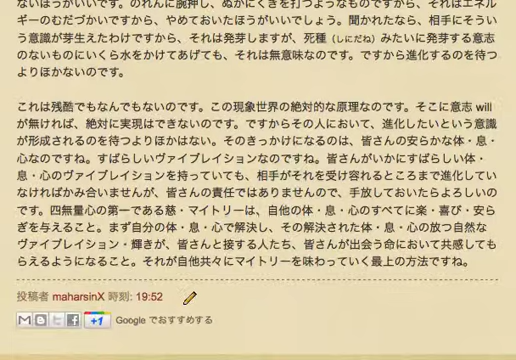 ないほうがいいです。のれんに腕押し、ぬかにくぎを打つようなものですから、それはエネル
ギーのむだづかいですから、やめておいたほうがいいでしょう。聞かれたなら、相手にそうい
う意識が芽生えたわけですから、それは発芽しますが、死種（しにだね）みたいに発芽する意志
のないものにいくら水をかけてあげても、それは無意味なのです。ですから進化するのを待つ
よりほかないのです。
これは残酷でもなんでもないのです。この現象世界の絶対的な原理なのです。そこに意志 will
が無ければ、絶対に実現はできないのです。ですからその人において、進化したいという意識
が形成されるのを待つよりほかはない。そのきっかけになるのは、皆さんの安らかな体・息・
心なのですね。すばらしいヴァイブレイションなのですね。皆さんがいかにすばらしい体・
息・心のヴァイブレイションを持っていても、相手がそれを受け容れるところまで進化してい
なければかみ合いませんが、皆さんの責任ではありませんので、手放しておいたらよろしいの
です。四無量心の第一である慈・マイトリーは、自他の体・息・心のすべてに楽・喜び・安ら
ぎを与えること。まず自分の体・息・心で解決し、その解決された体・息・心の放つ自然な
ヴァイブレイション・輝きが、皆さんと接する人たち、皆さんが出会う命において共感しても
らえるようになること。それが自他共々にマイトリーを味わっていく最上の方法ですね。
投稿者 maharsinX 時刻: 19:52
+1 Google でおすすめする